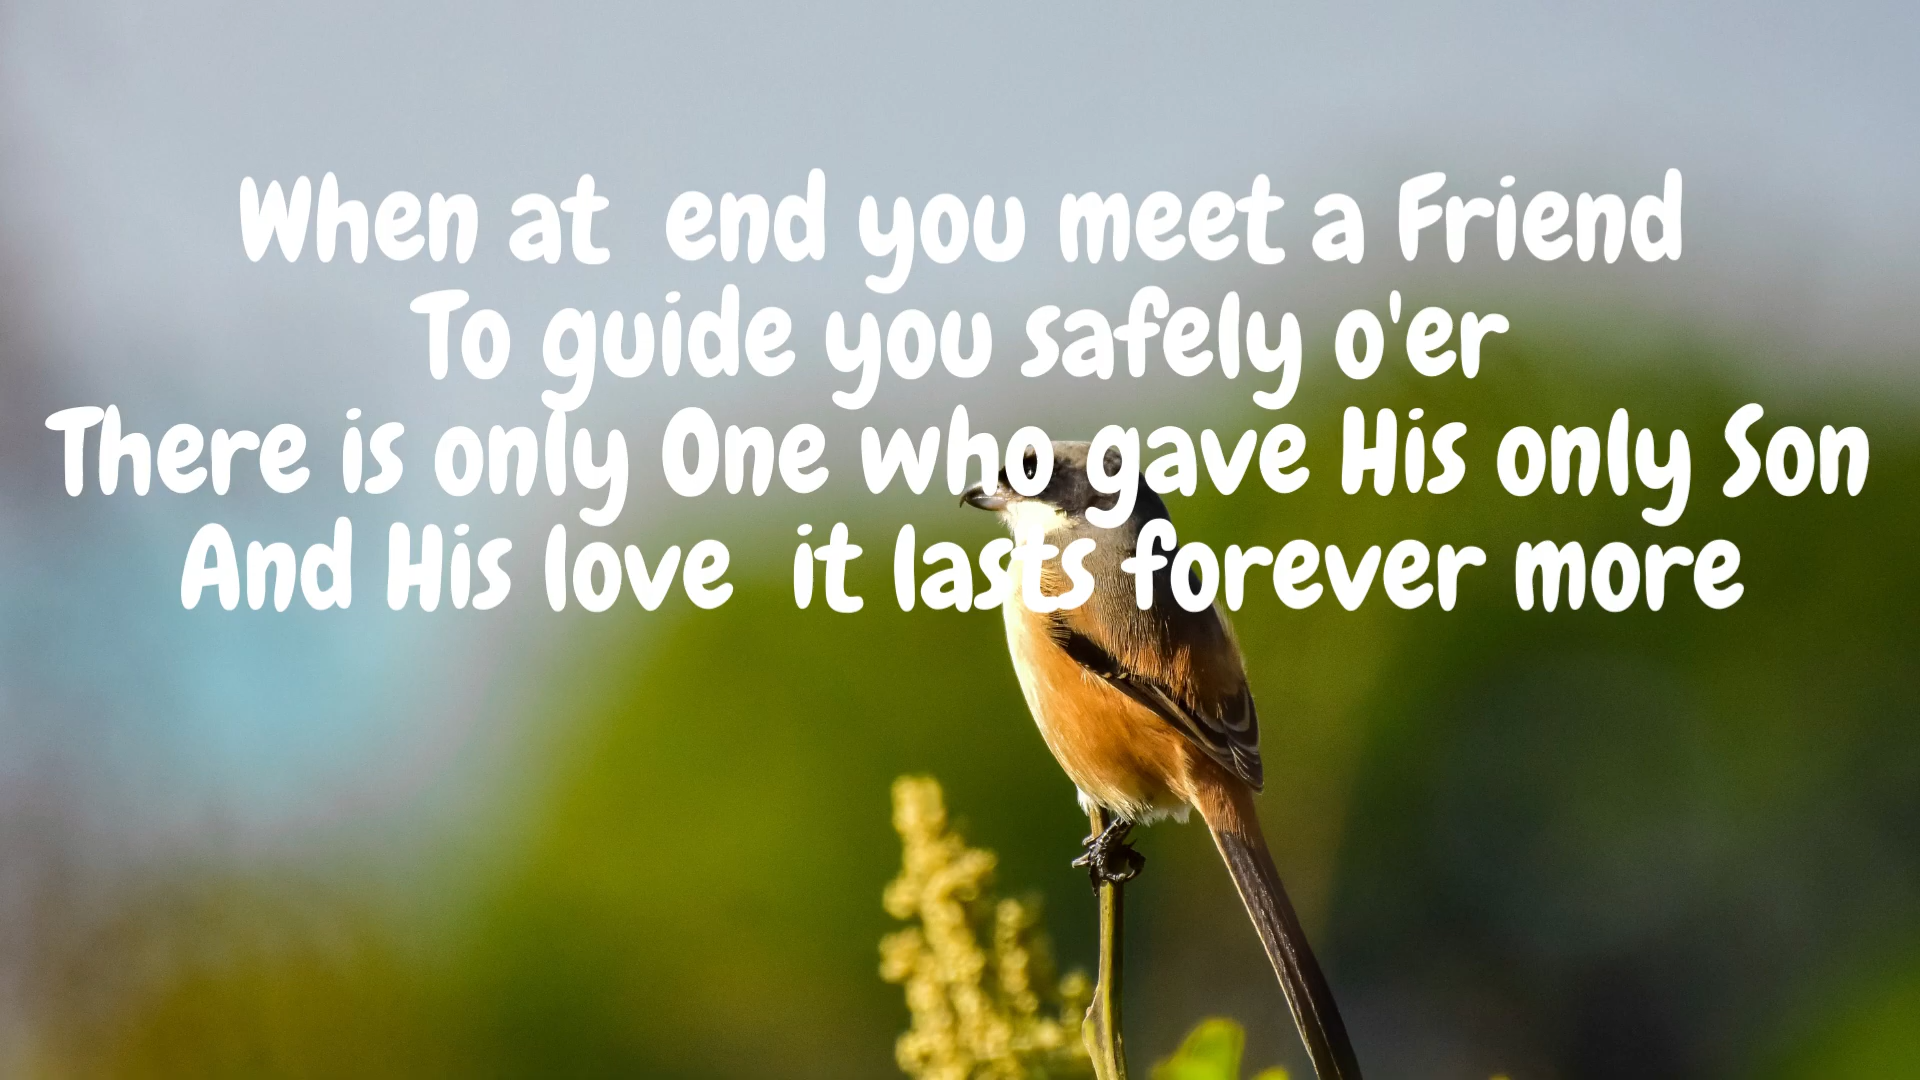 When at  end you meet a Friend
To guide you safely o'er
There is only One who gave His only Son
And His love  it lasts forever more